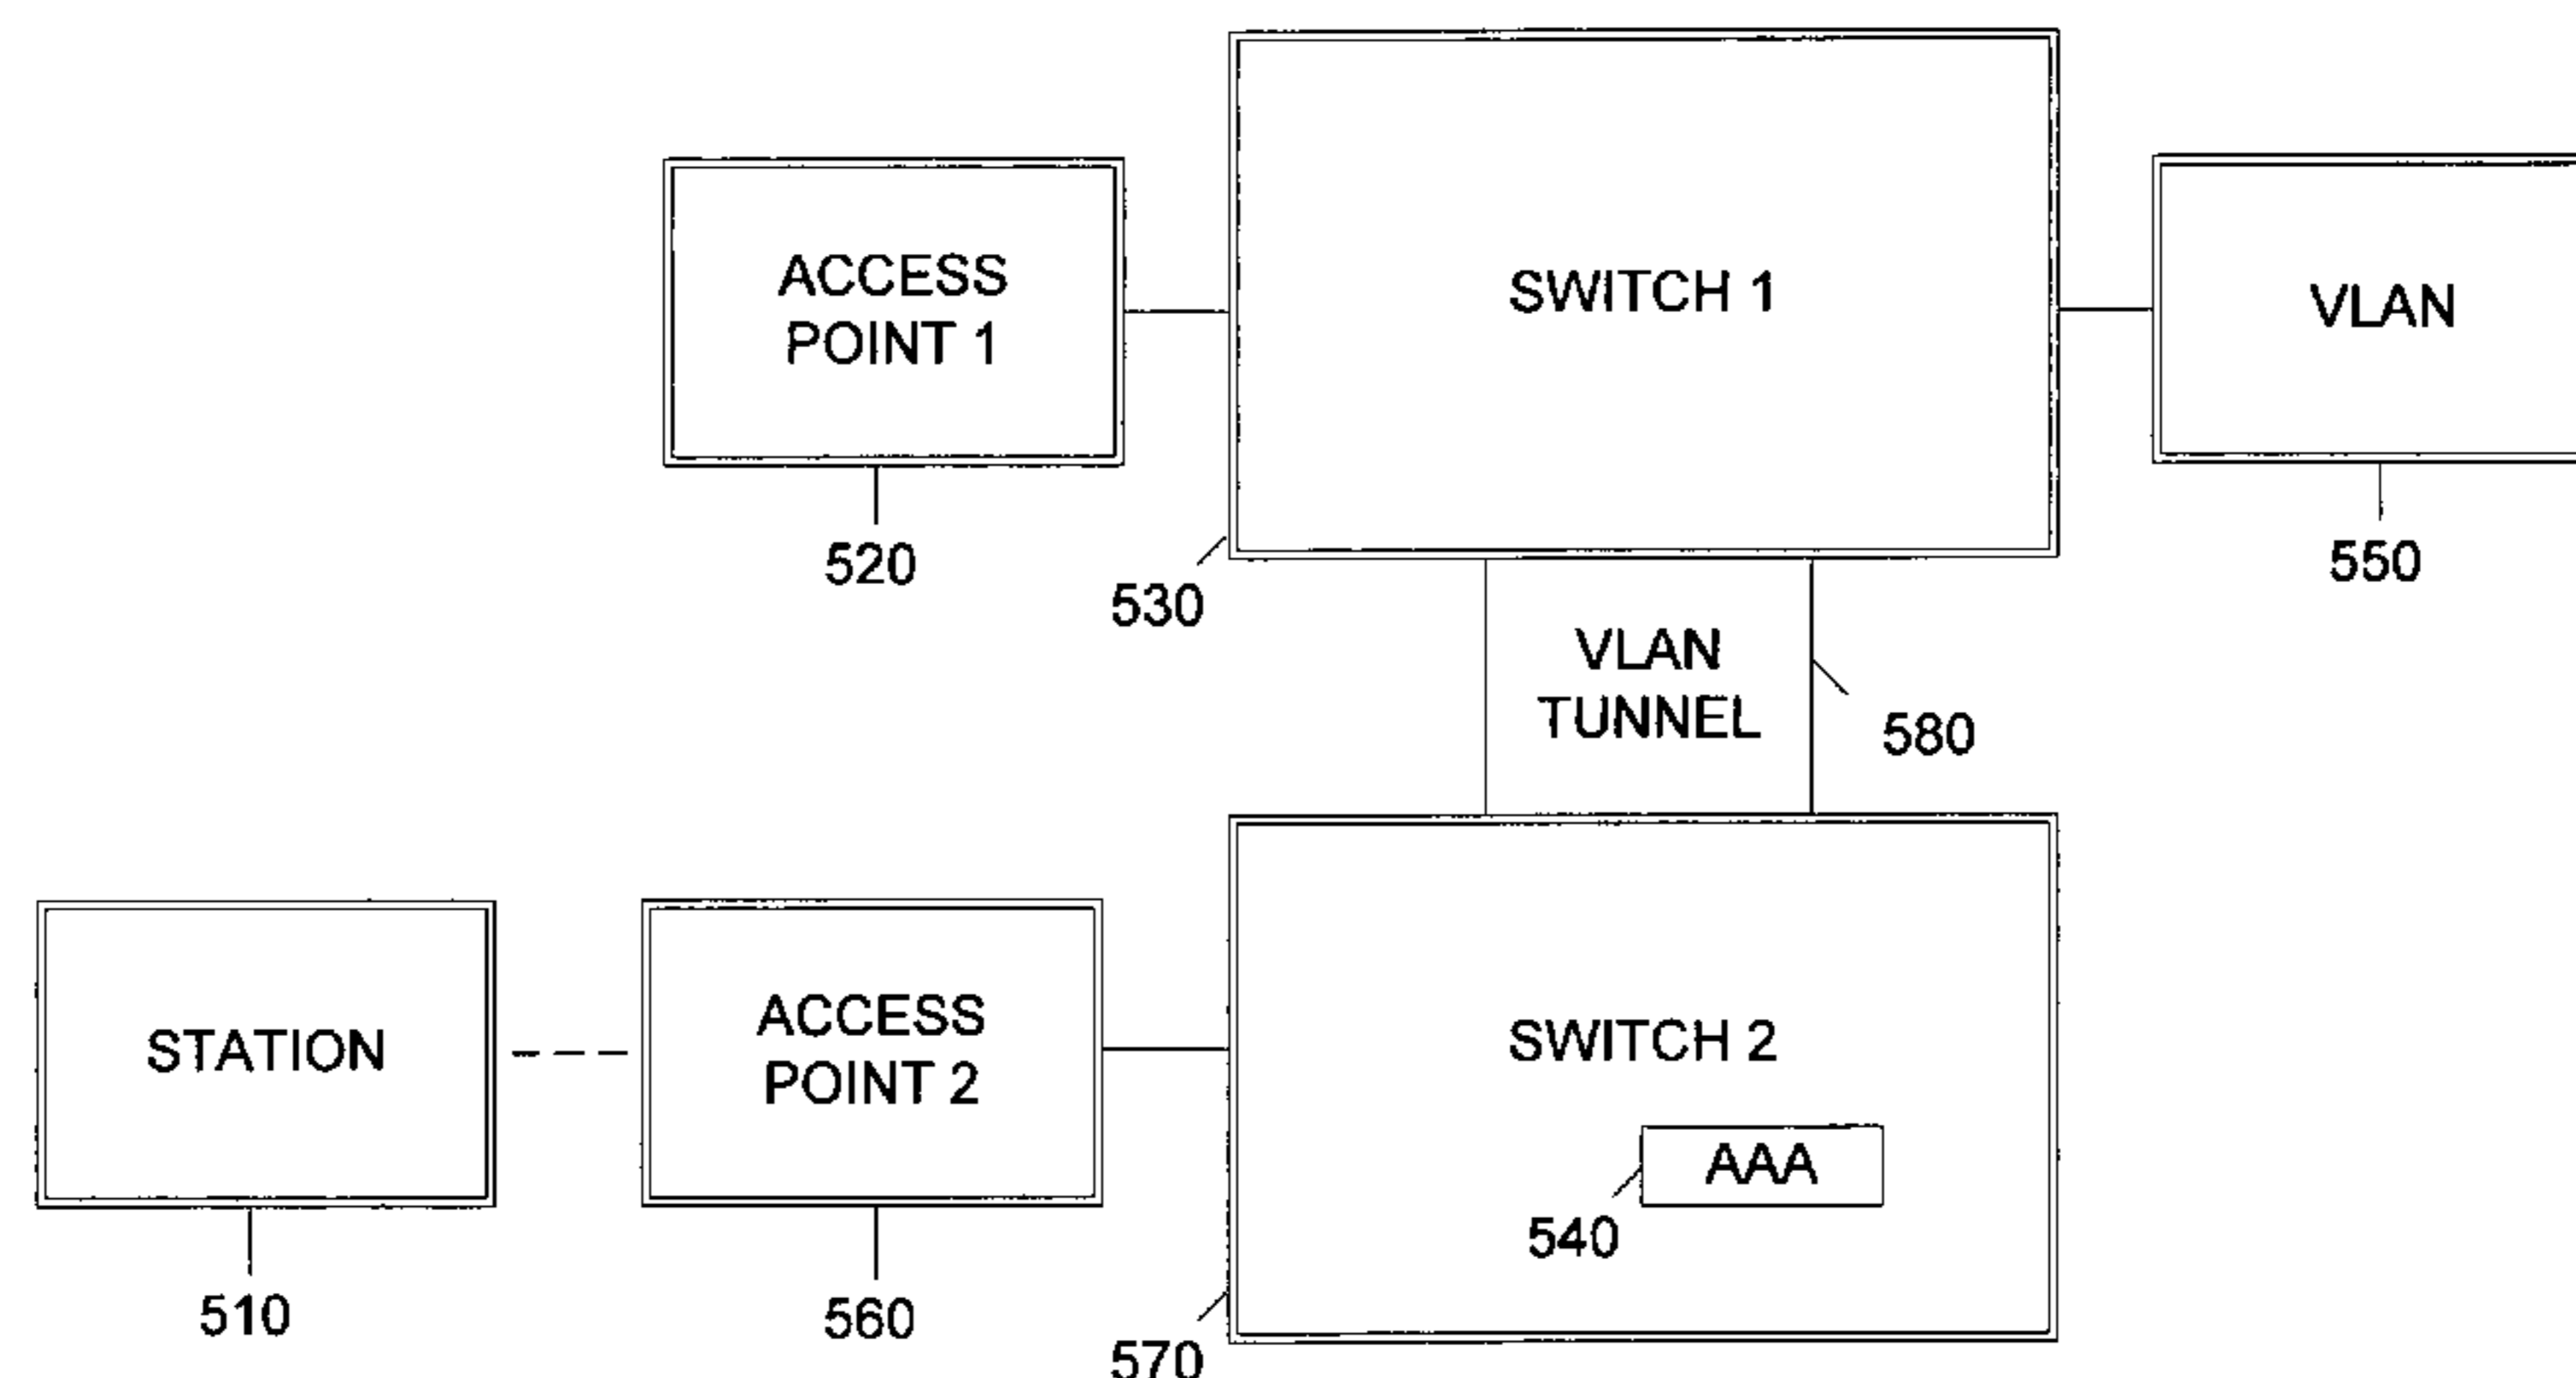 ACCESS
POINT 1
520
SWITCH 1
530
VLAN
550
VLAN
TUNNEL
580
STATION
510
ACCESS
POINT 2
560
SWITCH 2
AAA
540
570